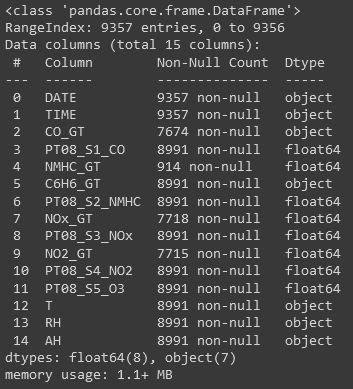 <class 'pandas.core.frame.DataFrame'>
RangeIndex: 9357 entries, 0 to 9356
Data columns (total 15 columns):
 #   Column        Non-Null Count  Dtype
---  ------        --------------  -----
 0   DATE          9357 non-null   object
 1   TIME          9357 non-null   object
 2   CO_GT         7674 non-null   object
 3   PT08_S1_CO    8991 non-null   float64
 4   NMHC_GT       914 non-null    float64
 5   C6H6_GT       8991 non-null   object
 6   PT08_S2_NMHC  8991 non-null   float64
 7   NOx_GT        7718 non-null   float64
 8   PT08_S3_NOx   8991 non-null   float64
 9   NO2_GT        7715 non-null   float64
 10  PT08_S4_NO2   8991 non-null   float64
 11  PT08_S5_O3    8991 non-null   float64
 12  T             8991 non-null   object
 13  RH            8991 non-null   object
 14  AH            8991 non-null   object
dtypes: float64(8), object(7)
memory usage: 1.1+ MB